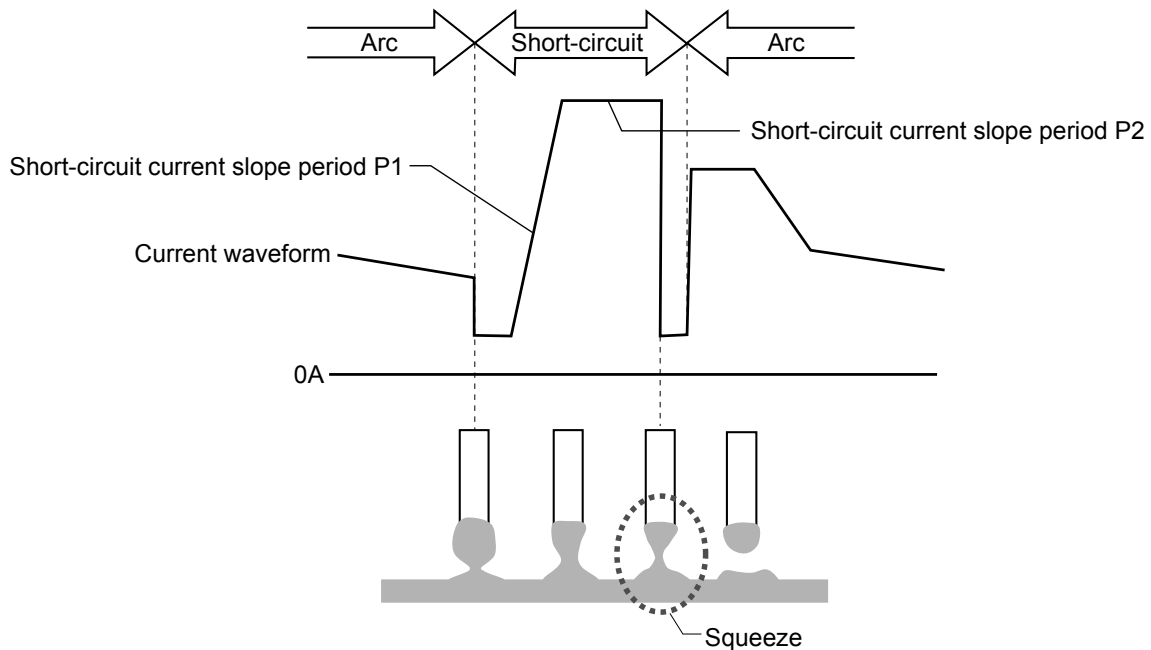 Arc
Short-circuit
Arc
Short-circuit current slope period P2
Short-circuit current slope period P1
Current waveform
0A
Squeeze